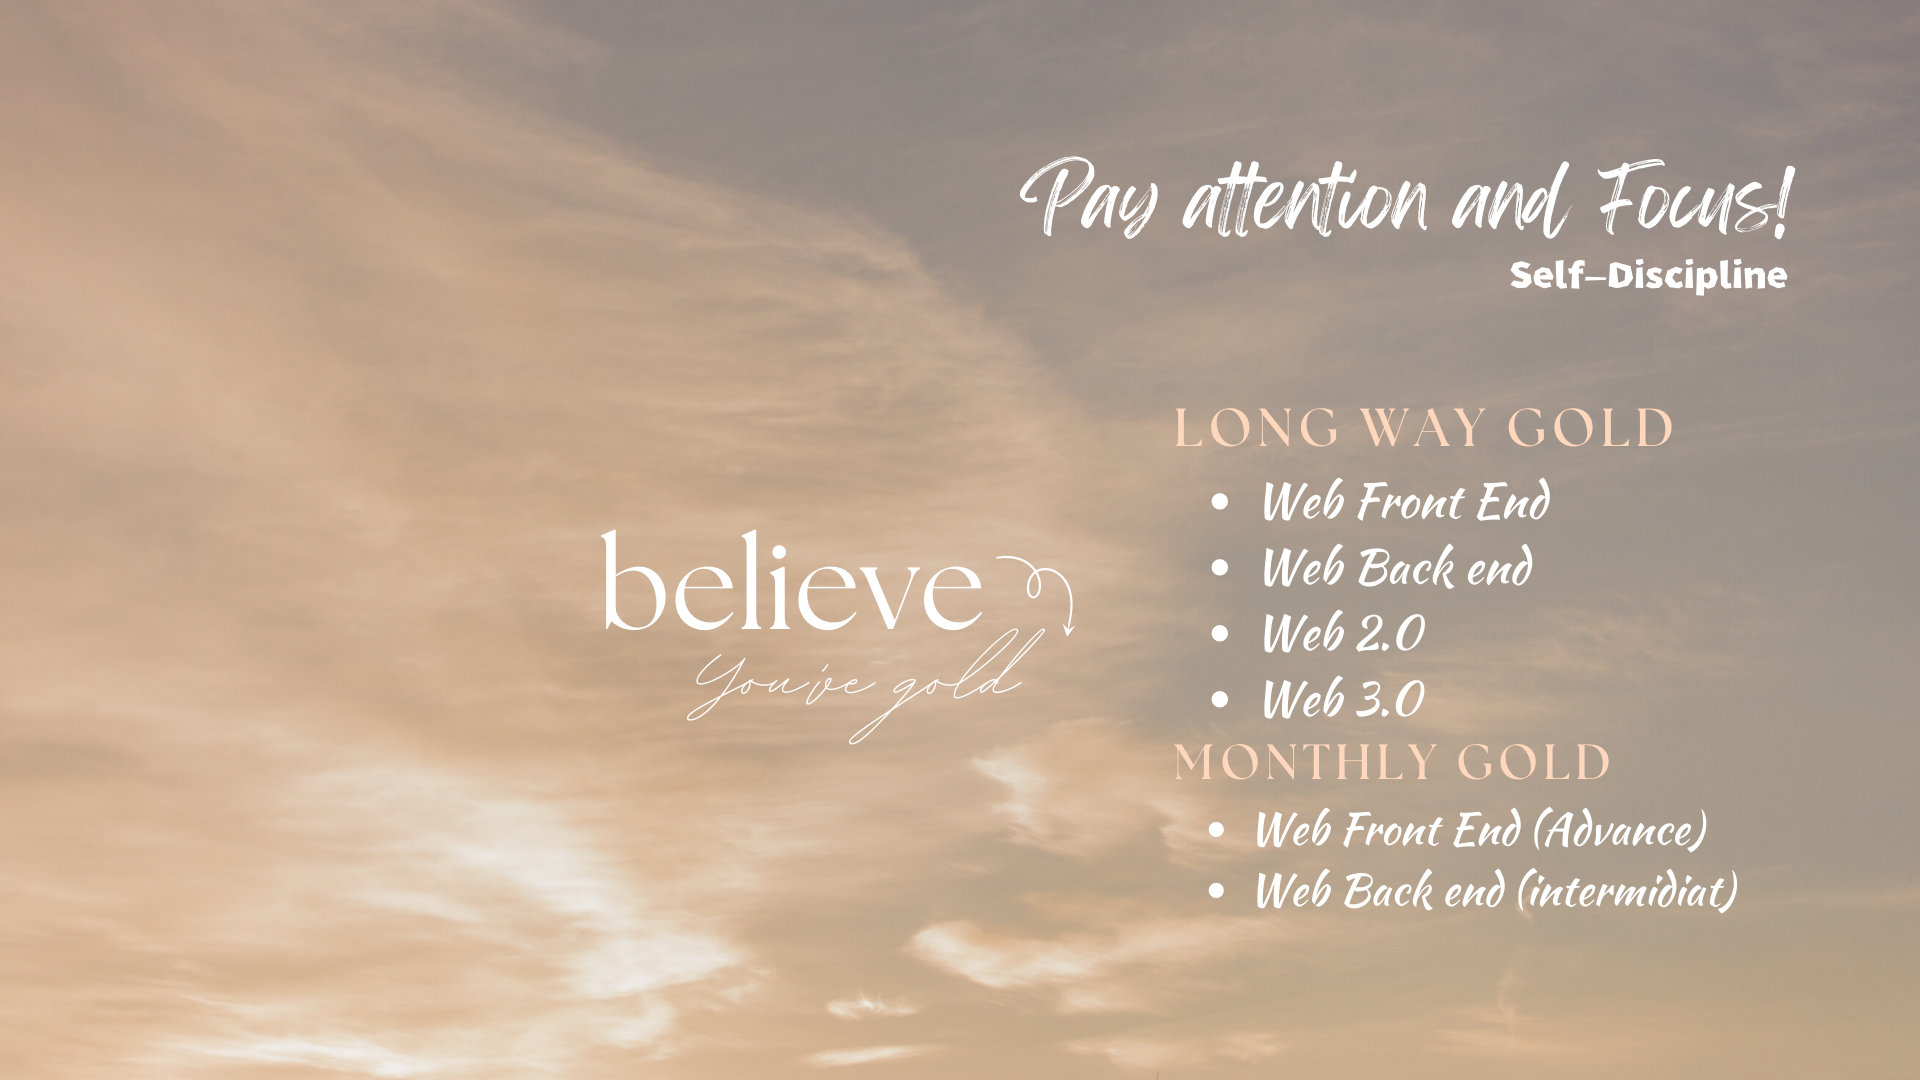 Pay attention and Focus!
Self-Discipline
believe
You've gold
LONG WAY GOLD
• Web Front End
• Web Back end
• Web 2.0
• Web 3.0
MONTHLY GOLD
• Web Front End (Advance)
• Web Back end (intermidiat)